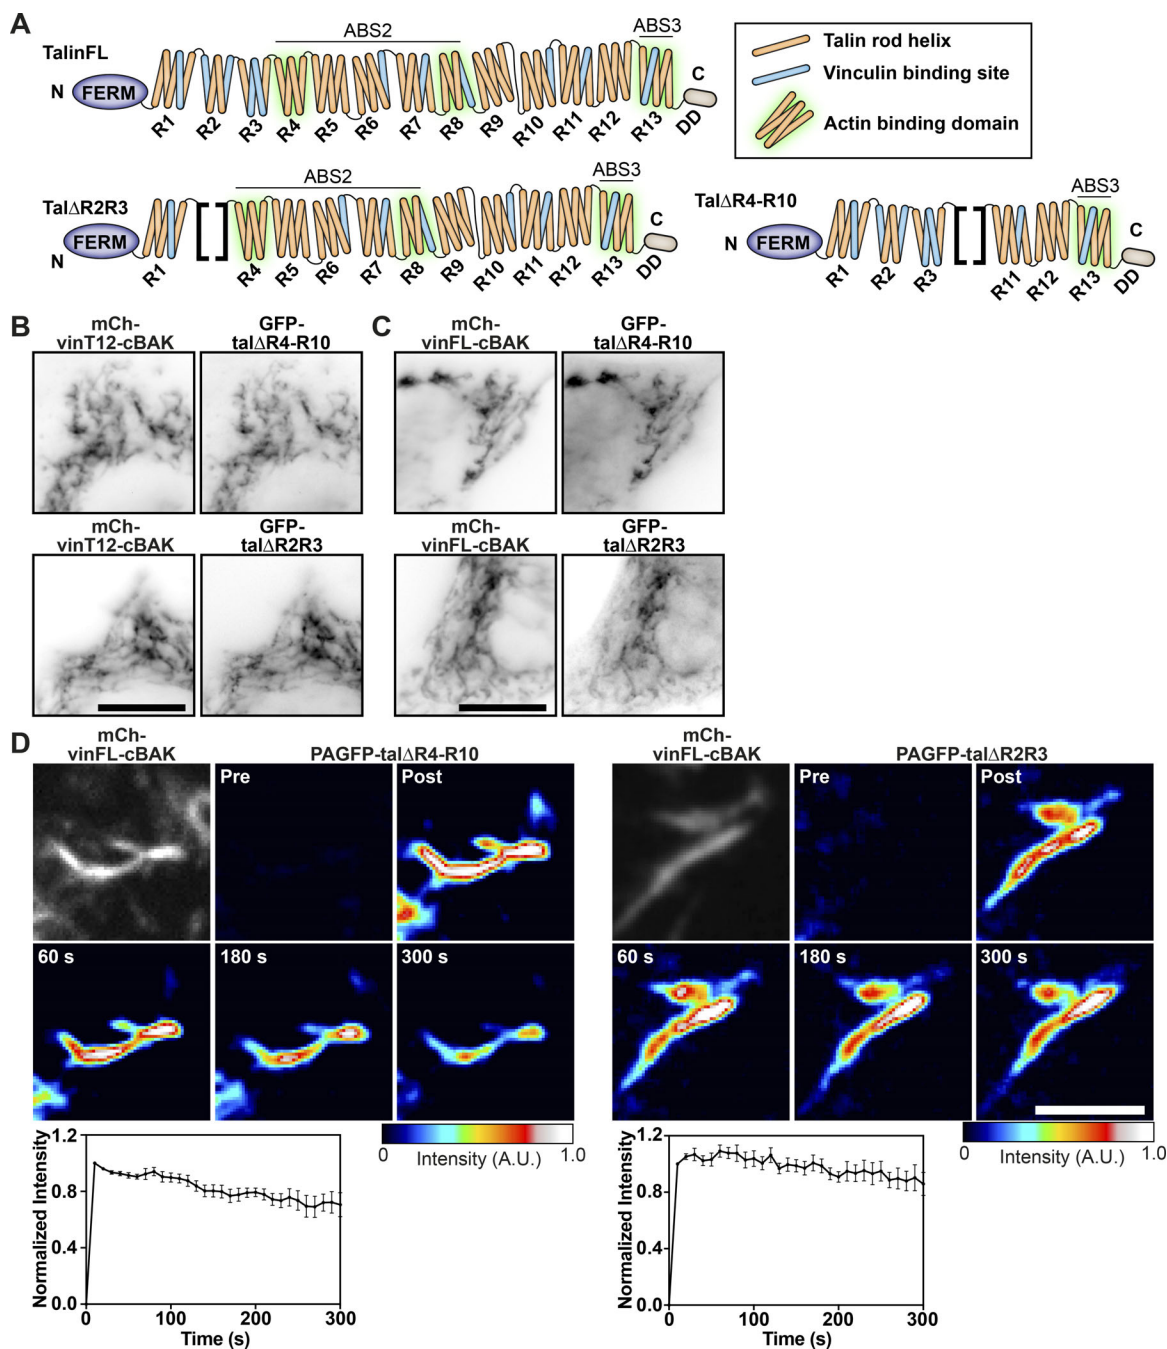 A
TalinFL
ABS2
ABS3
N
FERM
C
R1 R2 R3 R4 R5 R6 R7 R8 R9 R10 R11 R12 R13 DD
Talin rod helix
Vinculin binding site
Actin binding domain
TalΔR2R3
ABS2
ABS3
N
FERM
C
R1 R4 R5 R6 R7 R8 R9 R10 R11 R12 R13 DD
TalΔR4-R10
ABS3
N
FERM
C
R1 R2 R3 R11 R12 R13 DD
B
mCh-
vinT12-cBAK
GFP-
talΔR4-R10
mCh-
vinT12-cBAK
GFP-
talΔR2R3
C
mCh-
vinFL-cBAK
GFP-
talΔR4-R10
mCh-
vinFL-cBAK
GFP-
talΔR2R3
D
mCh-
vinFL-cBAK
PAGFP-talΔR4-R10
Pre
Post
60 s
180 s
300 s
0 Intensity (A.U.) 1.0
Normalized Intensity
1.2
0.8
0.4
0.0
0 100 200 300
Time (s)
mCh-
vinFL-cBAK
PAGFP-talΔR2R3
Pre
Post
60 s
180 s
300 s
0 Intensity (A.U.) 1.0
Normalized Intensity
1.2
0.8
0.4
0.0
0 100 200 300
Time (s)